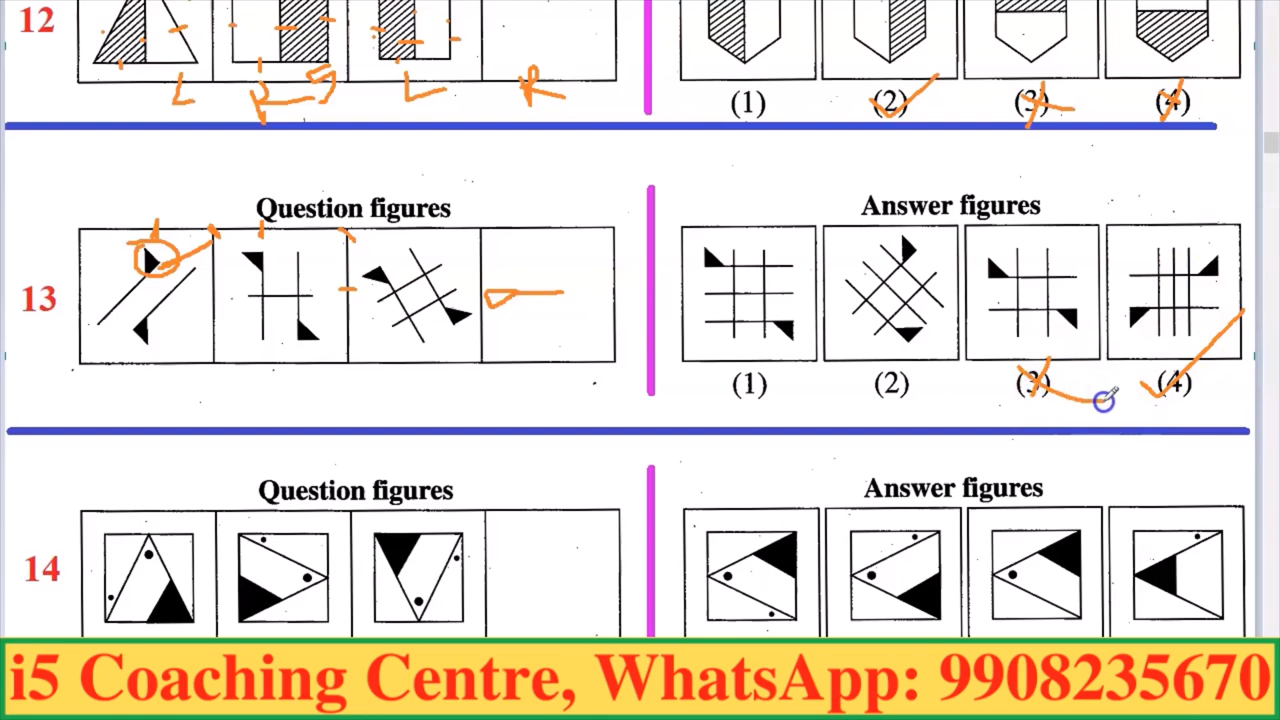 12
L R S L R
(1) (2) (3) (4)
Question figures Answer figures
13
(1) (2) (3) (4)
Question figures Answer figures
14
i5 Coaching Centre, WhatsApp: 9908235670